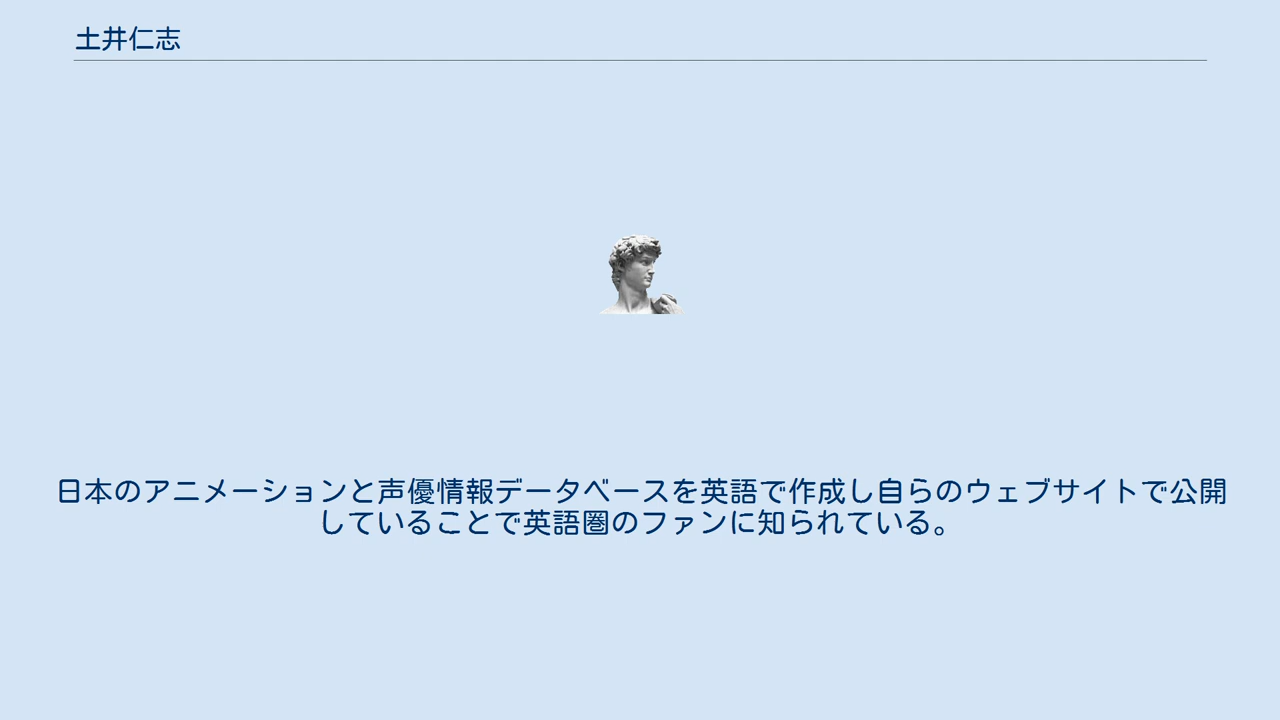 土井仁志
日本のアニメーションと声優情報データベースを英語で作成し自らのウェブサイトで公開
していることで英語圏のファンに知られている。